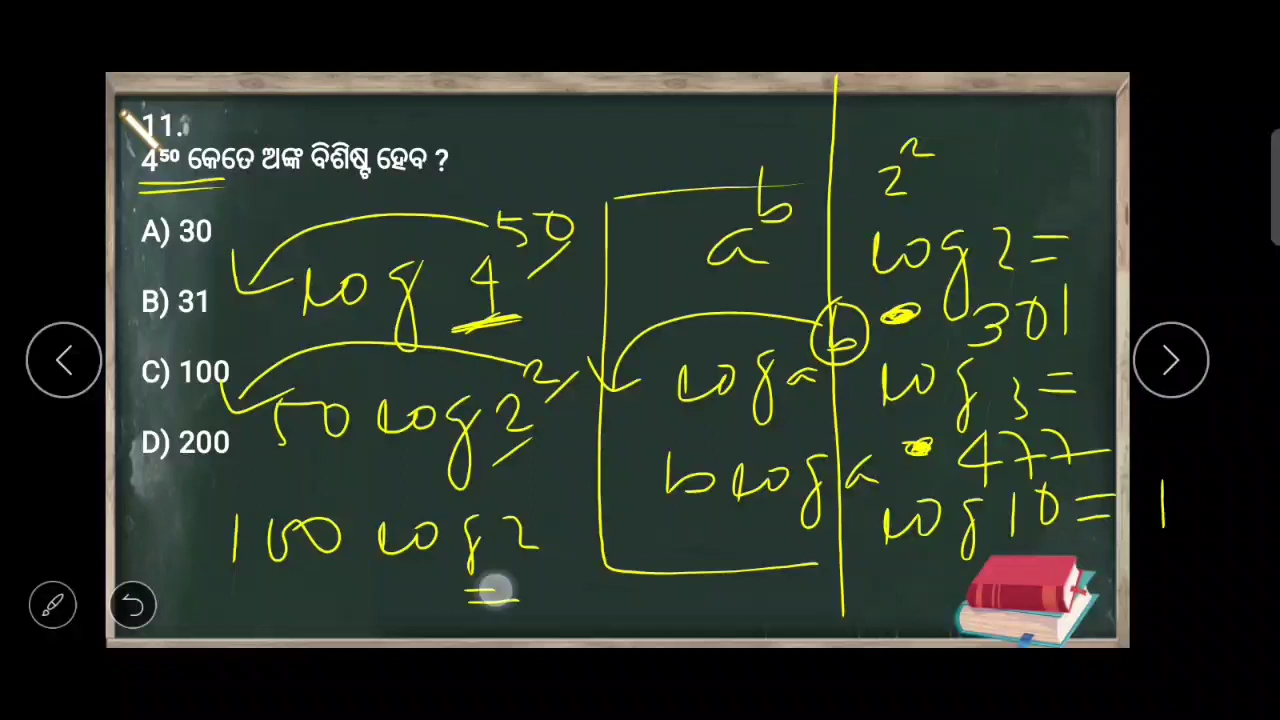 11.
4⁵⁰ କେତେ ଅଙ୍କ ବିଶିଷ୍ଟ ହେବ ?
A) 30
B) 31
C) 100
D) 200
log 4⁵⁰
50 log 2²
100 log 2
aᵇ
log aᵇ
b log a
2²
log 2 =
.301
log 3 =
.477
log 10 = 1